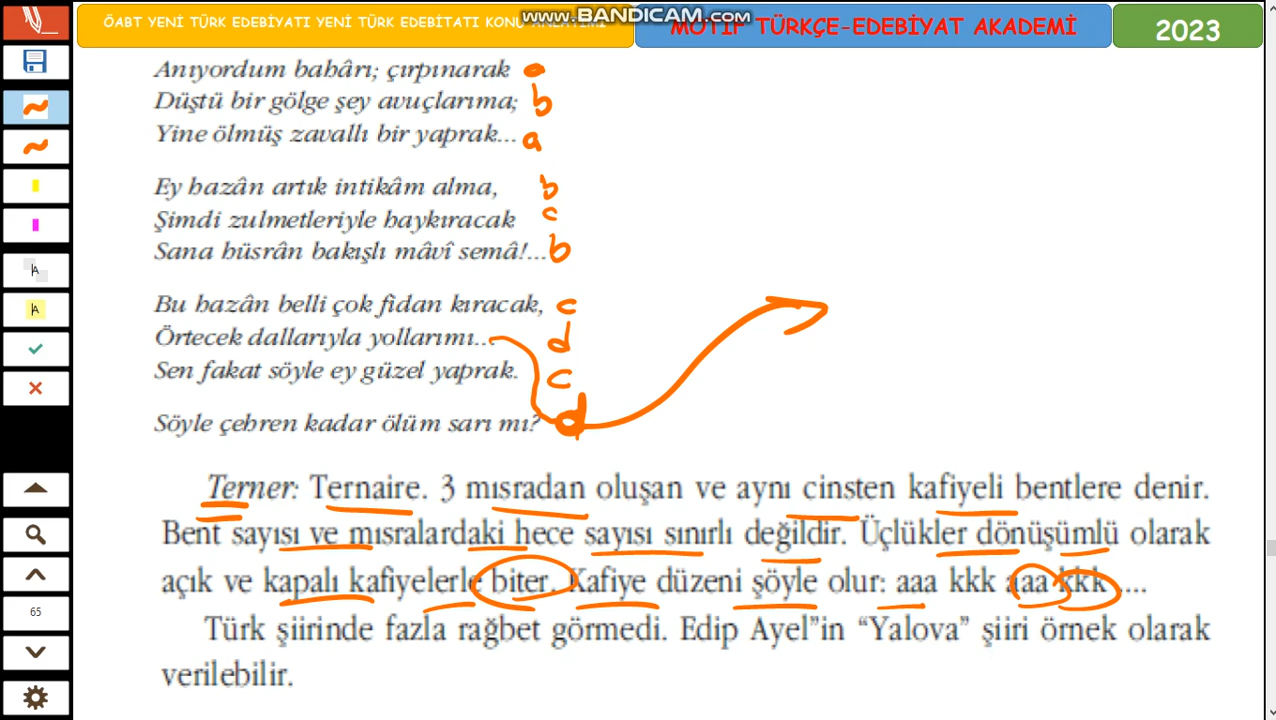 ÖABT YENİ TÜRK EDEBİYATI YENİ TÜRK EDEBİTATI KONU ANLATIMI
www.BANDICAM.com
MOTİF TÜRKÇE-EDEBİYAT AKADEMİ
2023
Anıyordum bahârı; çırpınarak a
Düştü bir gölge şey avuçlarıma; b
Yine ölmüş zavallı bir yaprak... a
Ey hazân artık intikâm alma, b
Şimdi zulmetleriyle haykıracak c
Sana hüsrân bakışlı mâvî semâ!... b
Bu hazân belli çok fidan kıracak, c
Örtecek dallarıyla yollarımı... d
Sen fakat söyle ey güzel yaprak. c
Söyle çehren kadar ölüm sarı mı? d
Terner: Ternaire. 3 mısradan oluşan ve aynı cinsten kafiyeli bentlere denir.
Bent sayısı ve mısralardaki hece sayısı sınırlı değildir. Üçlükler dönüşümlü olarak
açık ve kapalı kafiyelerle biter. Kafiye düzeni şöyle olur: aaa kkk aaa kkk ....
Türk şiirinde fazla rağbet görmedi. Edip Ayel"in “Yalova” şiiri örnek olarak
verilebilir.
65